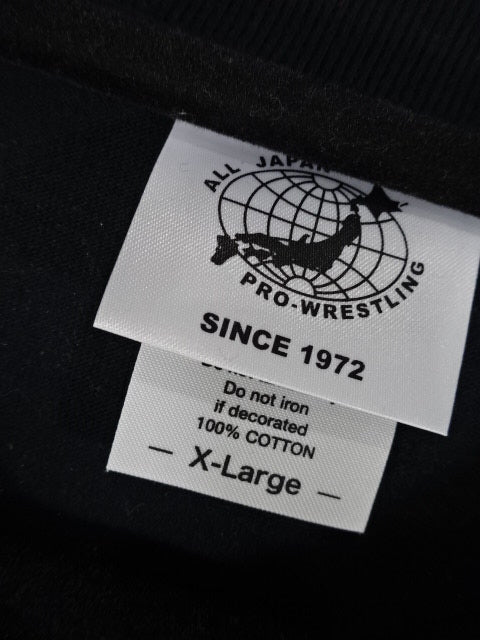 ALL JAPAN
PRO-WRESTLING
SINCE 1972
Do not iron
if decorated
100% COTTON
— X-Large —